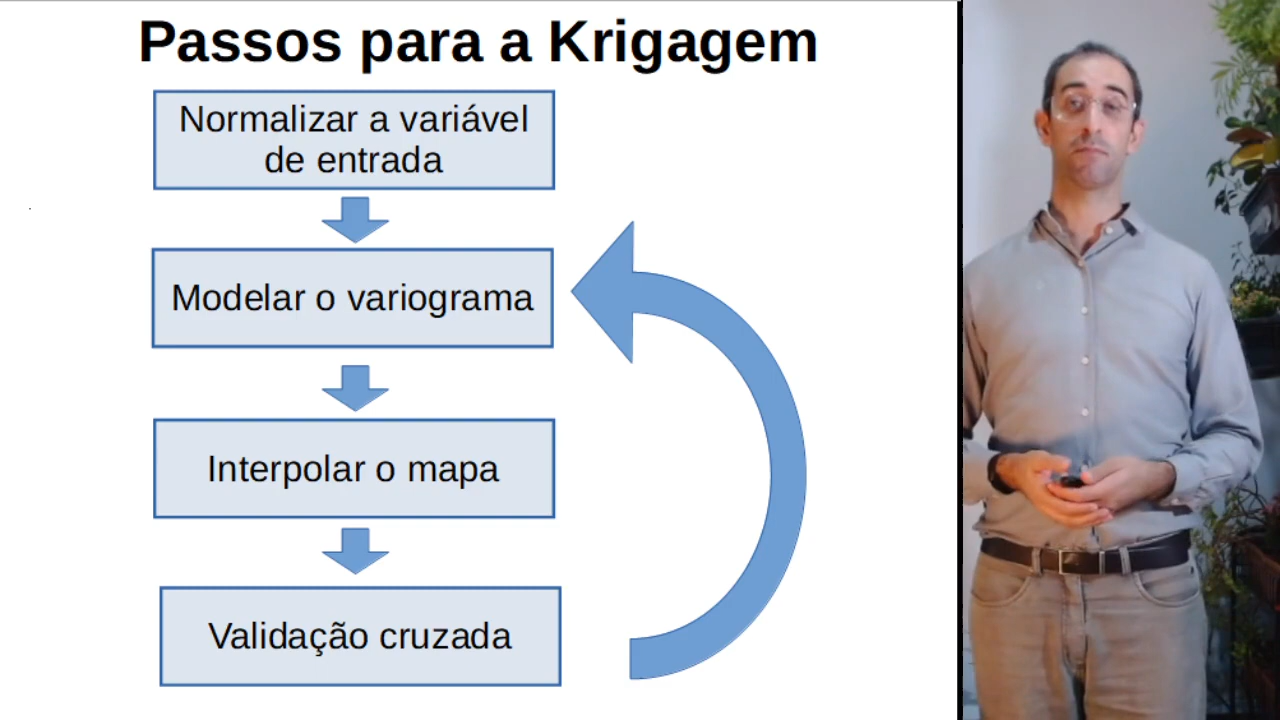 Passos para a Krigagem
Normalizar a variável
de entrada
Modelar o variograma
Interpolar o mapa
Validação cruzada